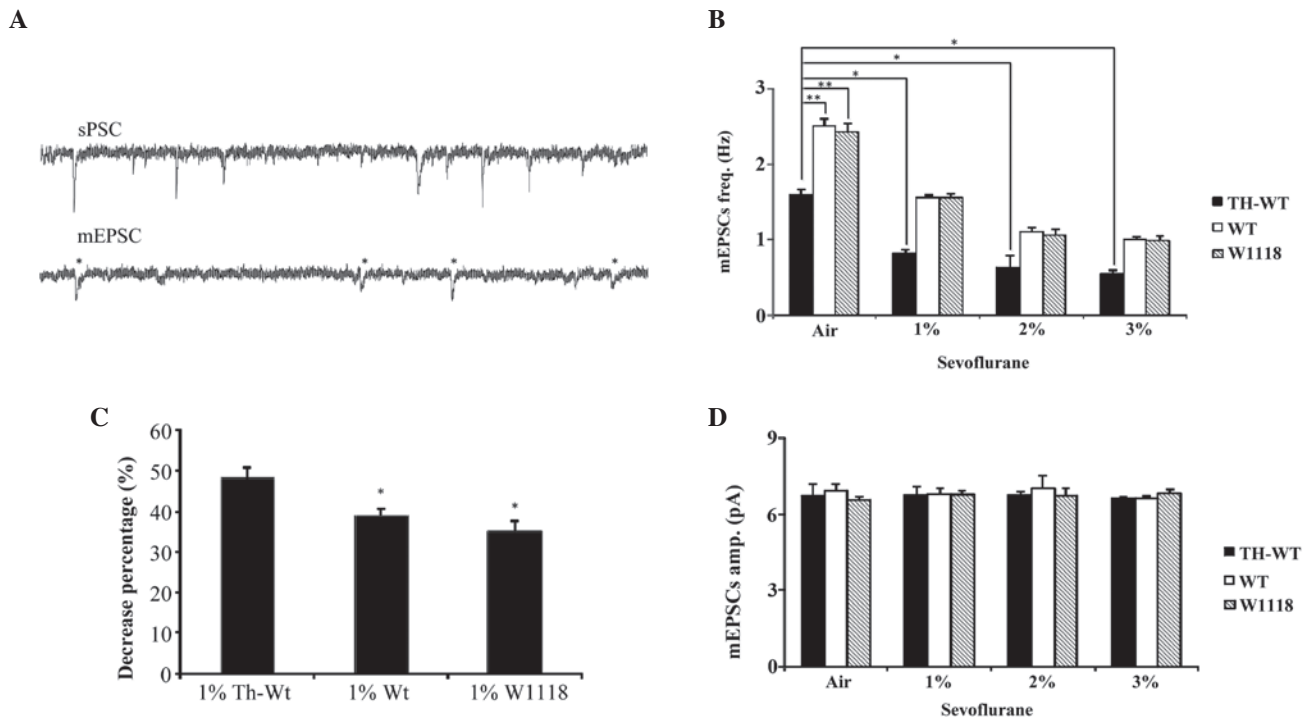 A
sPSC
mEPSC
* * * *
B
*
*
*
**
**
mEPSCs freq. (Hz)
3
2
1
0
Air 1% 2% 3%
Sevoflurane
TH-WT
WT
W1118
C
Decrease percentage (%)
60
50
40
30
20
10
0
* *
1% Th-Wt 1% Wt 1% W1118
D
mEPSCs amp. (pA)
9
6
3
0
Air 1% 2% 3%
Sevoflurane
TH-WT
WT
W1118